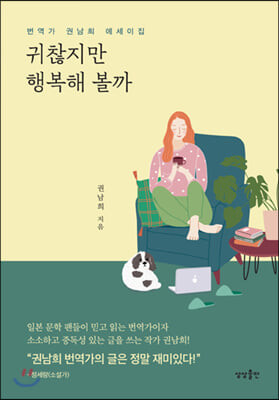 번역가 권남희 에세이집
귀찮지만
행복해 볼까
권남희
지음
일본 문학 팬들이 믿고 읽는 번역가이자
소소하고 중독성 있는 글을 쓰는 작가 권남희!
“권남희 번역가의 글은 정말 재미있다!”
정세랑(소설가)
상상출판